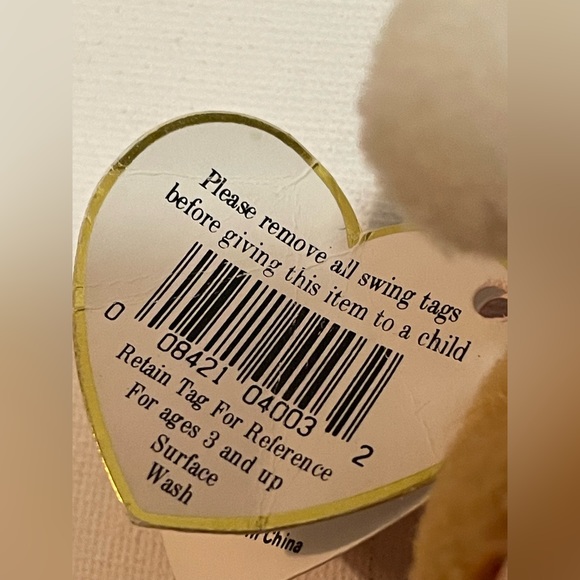 Please remove all swing tags
before giving this item to a child
0 08421 04003 2
Retain Tag For Reference
For ages 3 and up
Surface
Wash
China